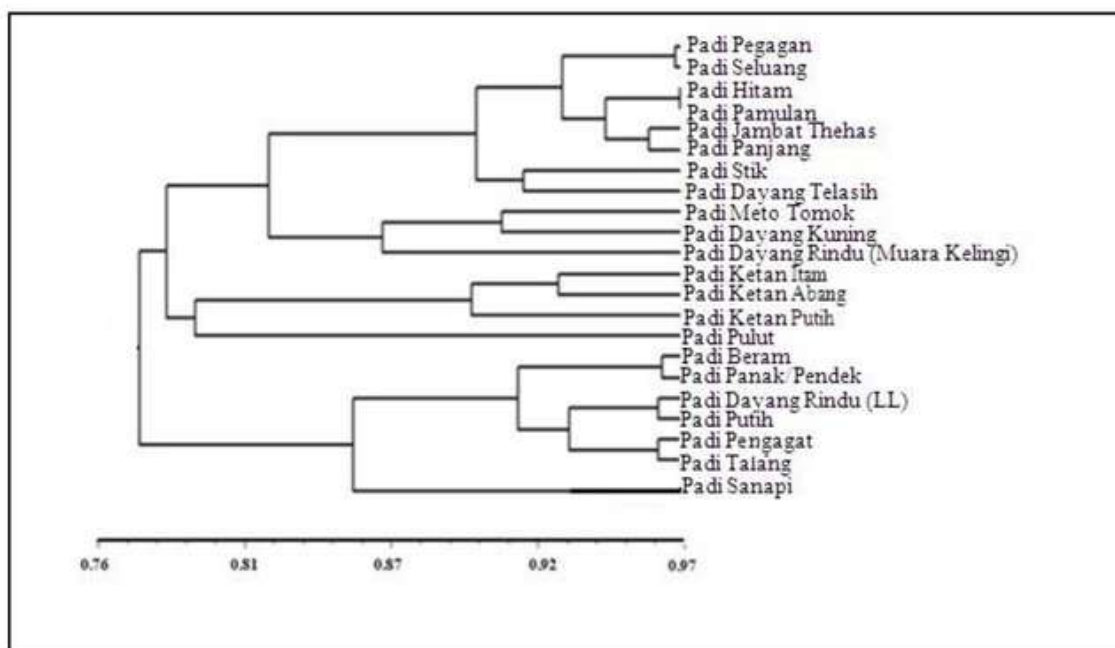 Padi Pegagan
Padi Seluang
Padi Hitam
Padi Pamulan
Padi Jambat Thehas
Padi Panjang
Padi Stik
Padi Dayang Telasih
Padi Meto Tomok
Padi Dayang Kuning
Padi Dayang Rindu (Muara Kelingi)
Padi Ketan Itam
Padi Ketan Abang
Padi Ketan Putih
Padi Pulut
Padi Beram
Padi Panak/Pendek
Padi Dayang Rindu (LL)
Padi Putih
Padi Pengagat
Padi Talang
Padi Sanapi
0.76 0.81 0.87 0.92 0.97